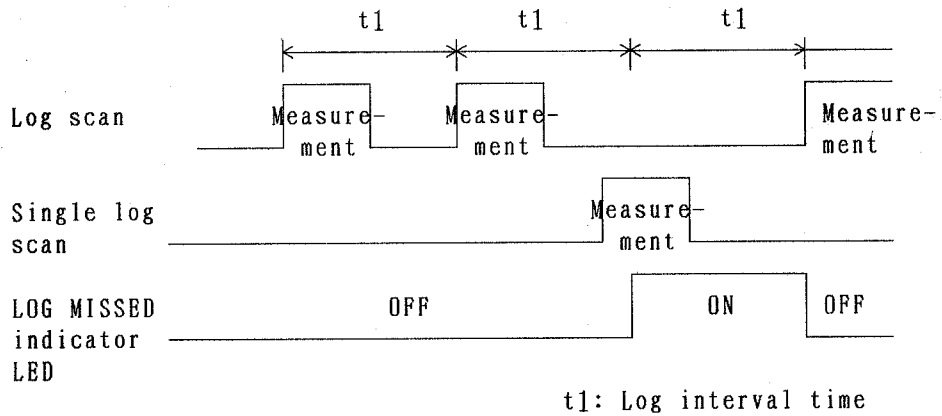 t1 t1 t1
Log scan
Measure-
ment
Measure-
ment
Measure-
ment
Single log
scan
Measure-
ment
LOG MISSED
indicator
LED
OFF ON OFF
t1: Log interval time